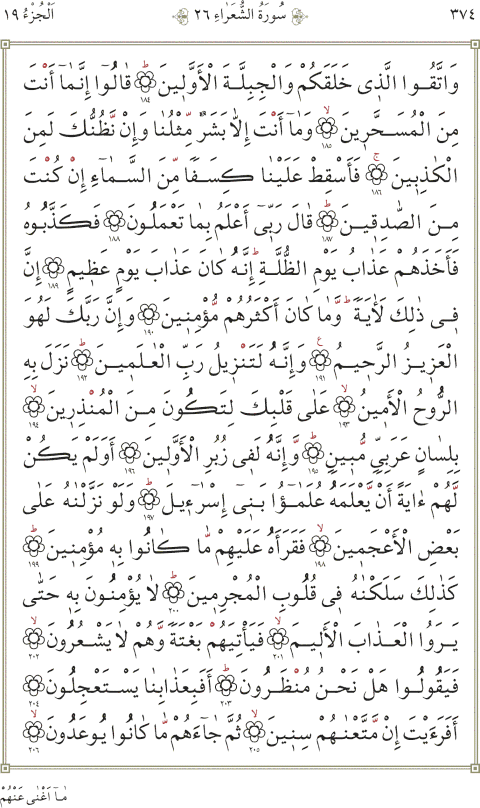 ٣٧٤ سُورَةُ الشُّعَرَاءِ ٢٦ اَلْجُزْءُ ١٩
وَاتَّقُوا الَّذِى خَلَقَكُمْ وَالْجِبِلَّةَ الْأَوَّلِينَ ۝١٨٤ قَالُوا إِنَّمَآ أَنْتَ
مِنَ الْمُسَحَّرِينَ ۝١٨٥ وَمَآ أَنْتَ إِلَّا بَشَرٌ مِثْلُنَا وَإِنْ نَظُنُّكَ لَمِنَ
الْكَاذِبِينَ ۝١٨٦ فَأَسْقِطْ عَلَيْنَا كِسَفًا مِنَ السَّمَآءِ إِنْ كُنْتَ
مِنَ الصَّادِقِينَ ۝١٨٧ قَالَ رَبِّىٓ أَعْلَمُ بِمَا تَعْمَلُونَ ۝١٨٨ فَكَذَّبُوهُ
فَأَخَذَهُمْ عَذَابُ يَوْمِ الظُّلَّةِ إِنَّهُ كَانَ عَذَابَ يَوْمٍ عَظِيمٍ ۝١٨٩ إِنَّ
فِى ذٰلِكَ لَأٰيَةً وَمَا كَانَ أَكْثَرُهُمْ مُؤْمِنِينَ ۝١٩٠ وَإِنَّ رَبَّكَ لَهُوَ
الْعَزِيزُ الرَّحِيمُ ۝١٩١ وَإِنَّهُ لَتَنْزِيلُ رَبِّ الْعَالَمِينَ ۝١٩٢ نَزَلَ بِهِ
الرُّوحُ الْأَمِينُ ۝١٩٣ عَلٰى قَلْبِكَ لِتَكُونَ مِنَ الْمُنْذِرِينَ ۝١٩٤
بِلِسَانٍ عَرَبِىٍّ مُبِينٍ ۝١٩٥ وَإِنَّهُ لَفِى زُبُرِ الْأَوَّلِينَ ۝١٩٦ أَوَلَمْ يَكُنْ
لَهُمْ ءَايَةً أَنْ يَعْلَمَهُ عُلَمٰٓؤُا بَنِىٓ إِسْرٰٓءِيلَ ۝١٩٧ وَلَوْ نَزَّلْنٰهُ عَلٰى
بَعْضِ الْأَعْجَمِينَ ۝١٩٨ فَقَرَأَهُ عَلَيْهِمْ مَا كَانُوا بِهِ مُؤْمِنِينَ ۝١٩٩
كَذٰلِكَ سَلَكْنٰهُ فِى قُلُوبِ الْمُجْرِمِينَ ۝٢٠٠ لَا يُؤْمِنُونَ بِهِ حَتّٰى
يَرَوُا الْعَذَابَ الْأَلِيمَ ۝٢٠١ فَيَأْتِيَهُمْ بَغْتَةً وَهُمْ لَا يَشْعُرُونَ ۝٢٠٢
فَيَقُولُوا هَلْ نَحْنُ مُنْظَرُونَ ۝٢٠٣ أَفَبِعَذَابِنَا يَسْتَعْجِلُونَ ۝٢٠٤
أَفَرَءَيْتَ إِنْ مَتَّعْنٰهُمْ سِنِينَ ۝٢٠٥ ثُمَّ جَآءَهُمْ مَا كَانُوا يُوعَدُونَ ۝٢٠٦
مَآ اَغْنٰى عَنْهُمْ